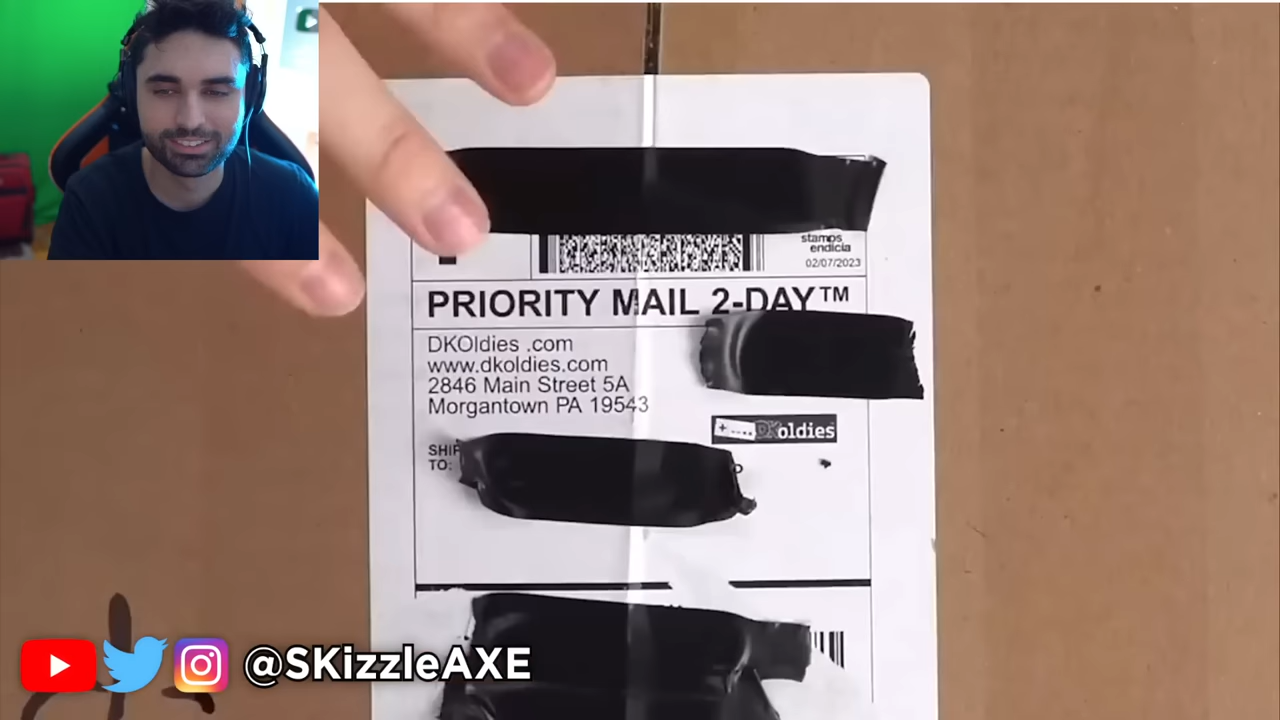 stamps
endicia
02/07/2023
PRIORITY MAIL 2-DAY™
DKOldies .com
www.dkoldies.com
2846 Main Street 5A
Morgantown PA 19543
DKoldies
SHIP
TO:
@SKizzleAXE